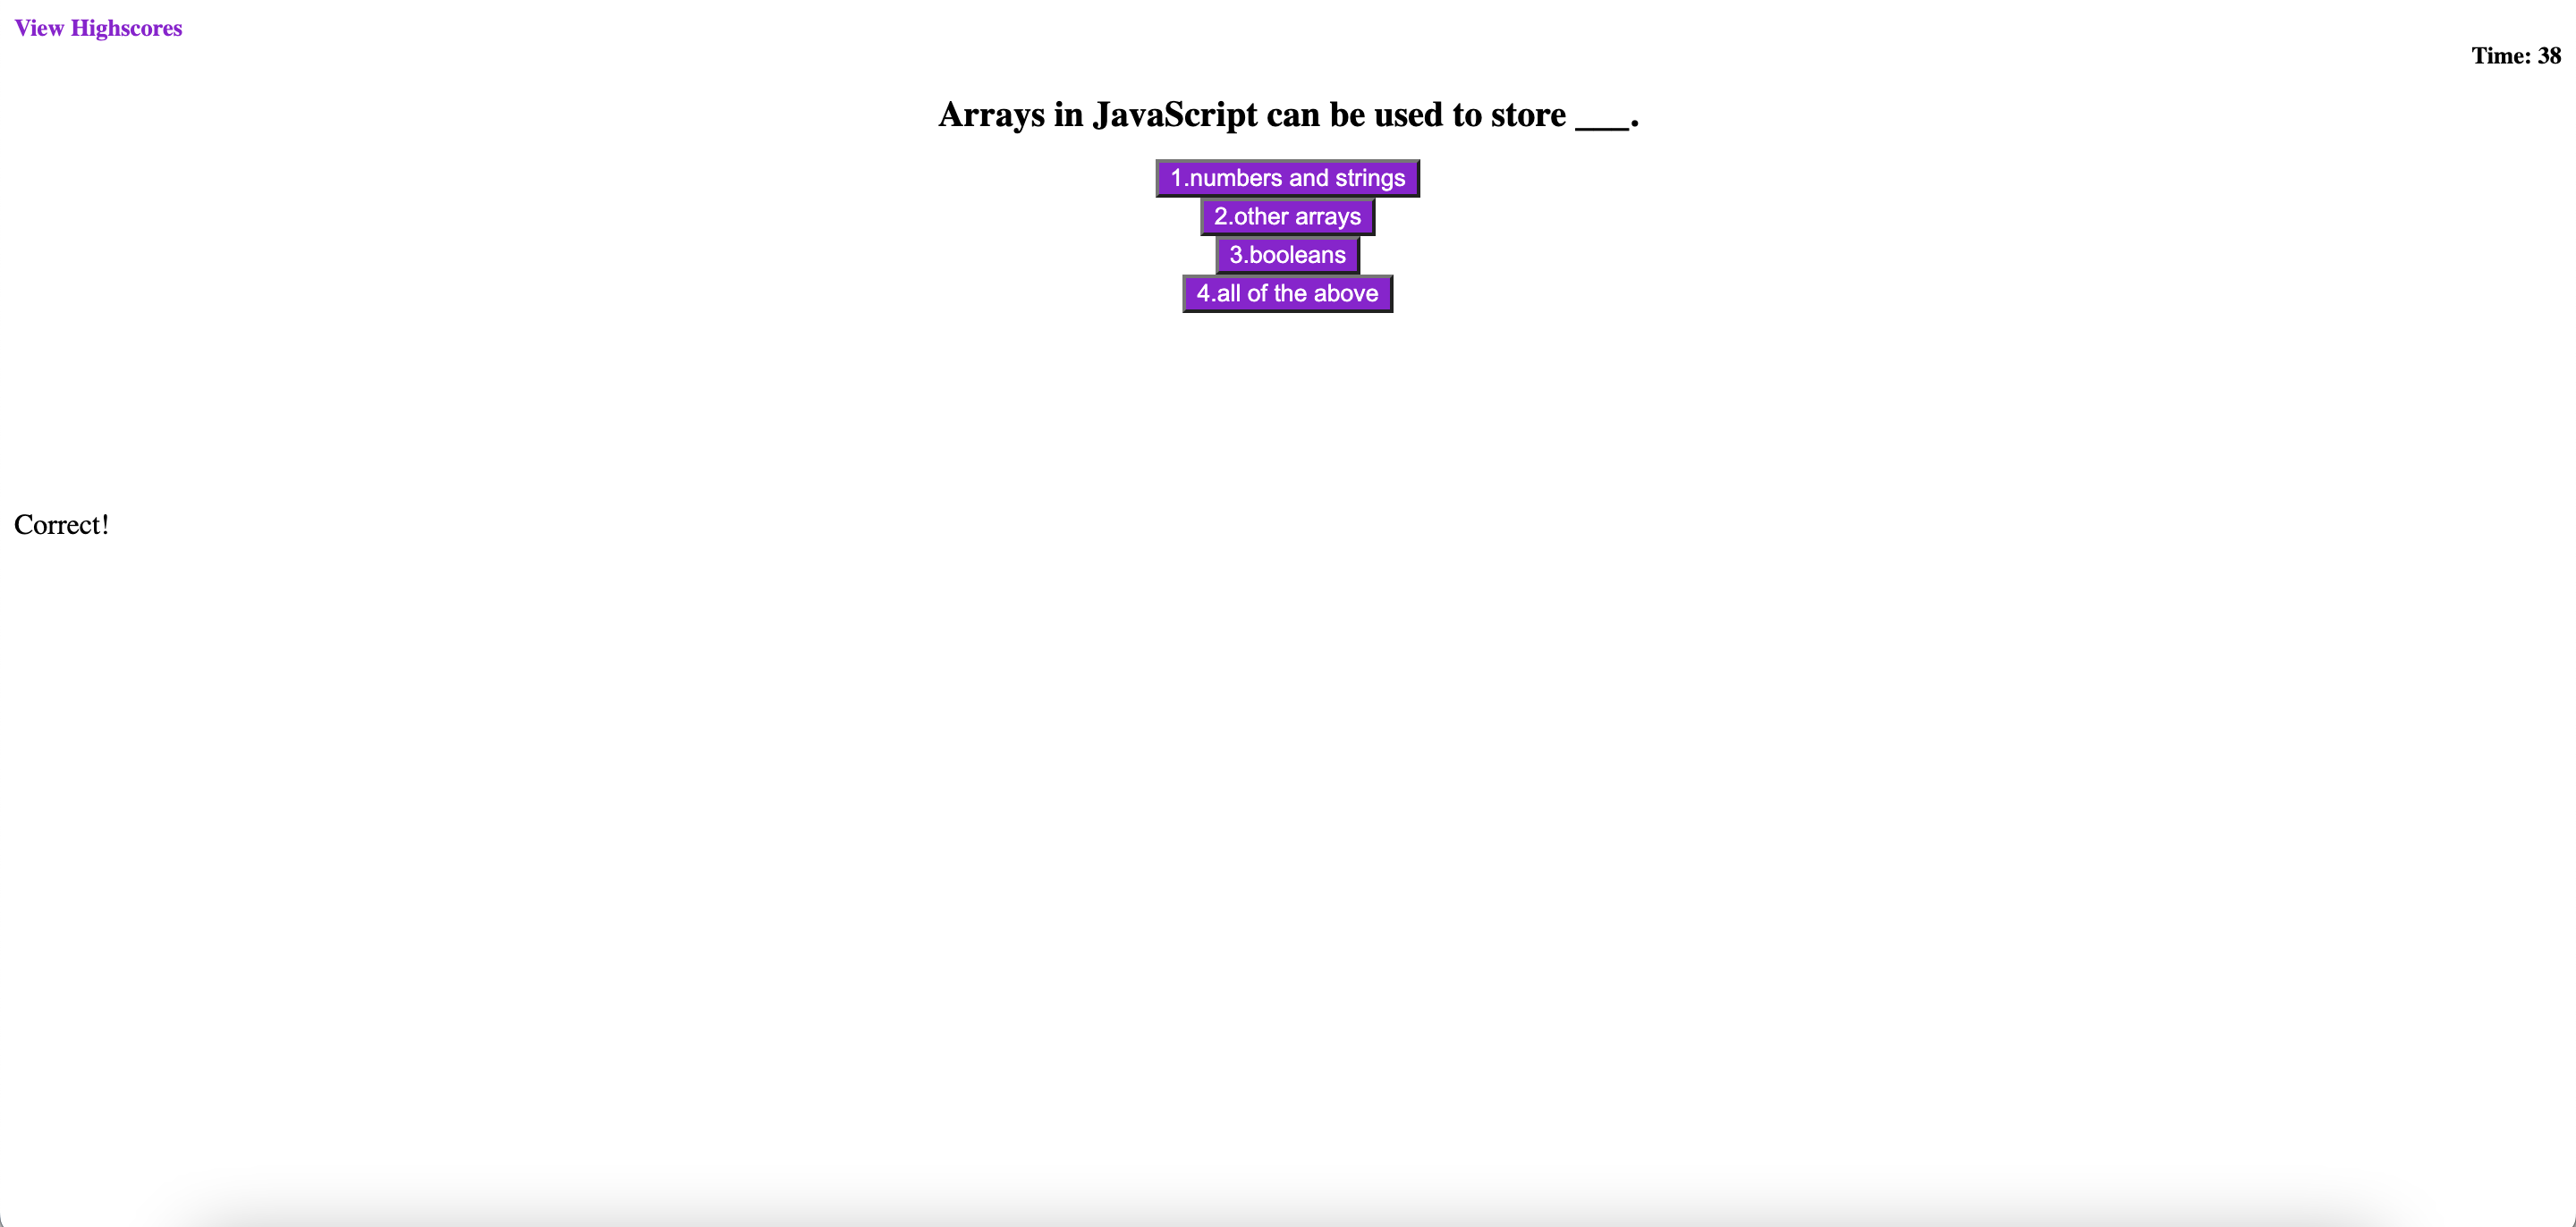 View Highscores
Time: 38
Arrays in JavaScript can be used to store ___.
1.numbers and strings
2.other arrays
3.booleans
4.all of the above
Correct!